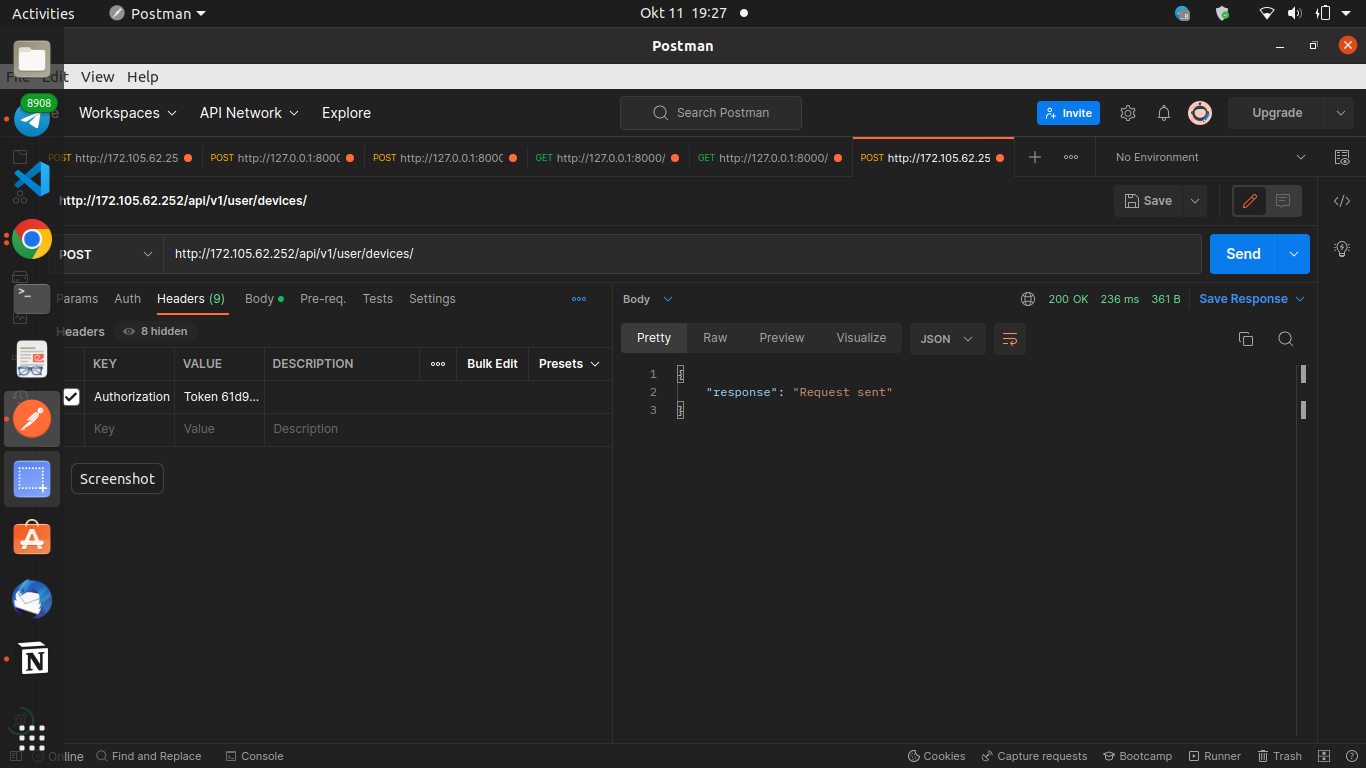 Activities Postman Okt 11 19:27
Postman
File Edit View Help
8908
Workspaces API Network Explore Search Postman Invite Upgrade
POST http://172.105.62.25 POST http://127.0.0.1:8000 POST http://127.0.0.1:8000 GET http://127.0.0.1:8000/ GET http://127.0.0.1:8000/ POST http://172.105.62.25 No Environment
http://172.105.62.252/api/v1/user/devices/ Save
POST http://172.105.62.252/api/v1/user/devices/ Send
Params Auth Headers (9) Body Pre-req. Tests Settings
Body 200 OK 236 ms 361 B Save Response
Headers 8 hidden
Pretty Raw Preview Visualize JSON
KEY VALUE DESCRIPTION Bulk Edit Presets
Authorization Token 61d9...
Key Value Description
1 {
2 "response": "Request sent"
3 }
Screenshot
Online Find and Replace Console Cookies Capture requests Bootcamp Runner Trash